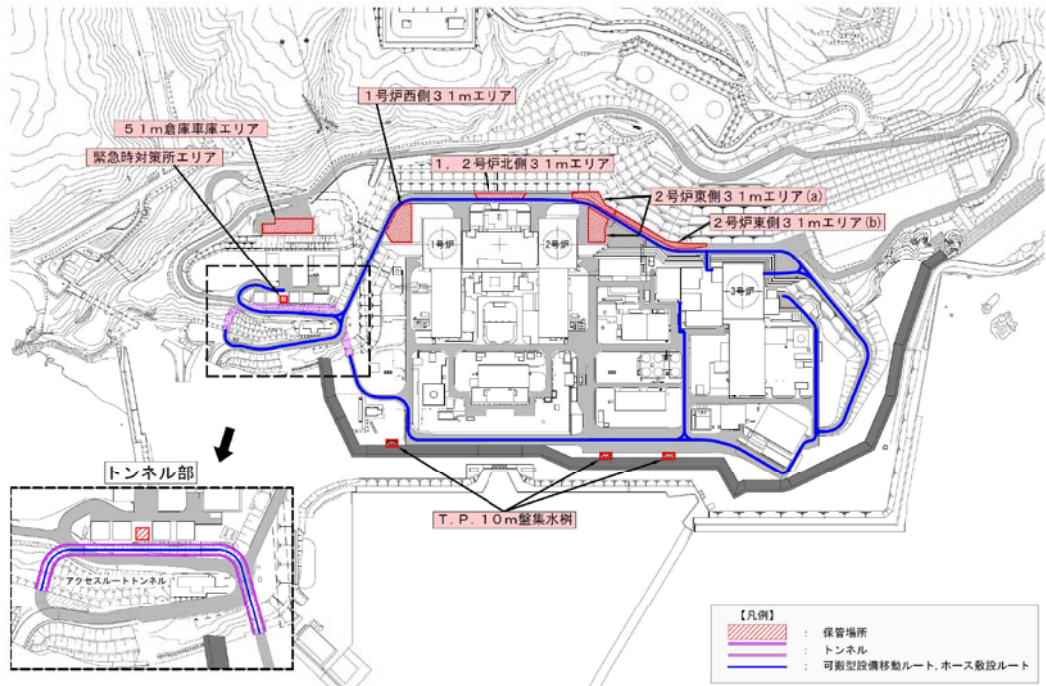 1号炉西側31mエリア
51m倉庫車庫エリア
緊急時対策所エリア
1,2号炉北側31mエリア
2号炉東側31mエリア(a)
2号炉東側31mエリア(b)
1号炉
2号炉
3号炉
トンネル部
T.P.10m盤集水桝
アクセスルートトンネル
【凡例】
: 保管場所
: トンネル
: 可搬型設備移動ルート,ホース敷設ルート